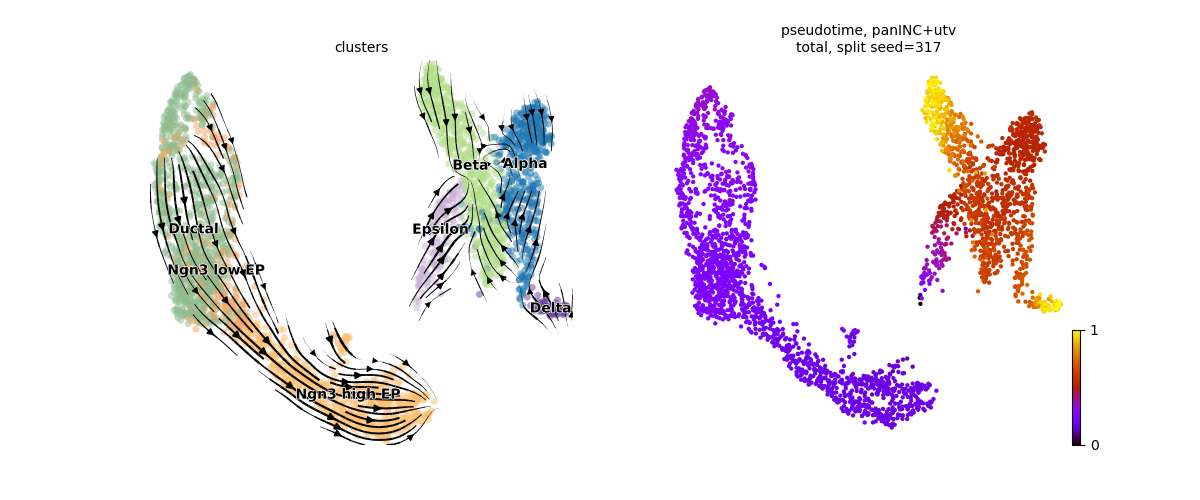 clusters
Beta
Alpha
Epsilon
Ductal
Ngn3 low EP
Delta
Ngn3 high EP
pseudotime, panINC+utv
total, split seed=317
1
0